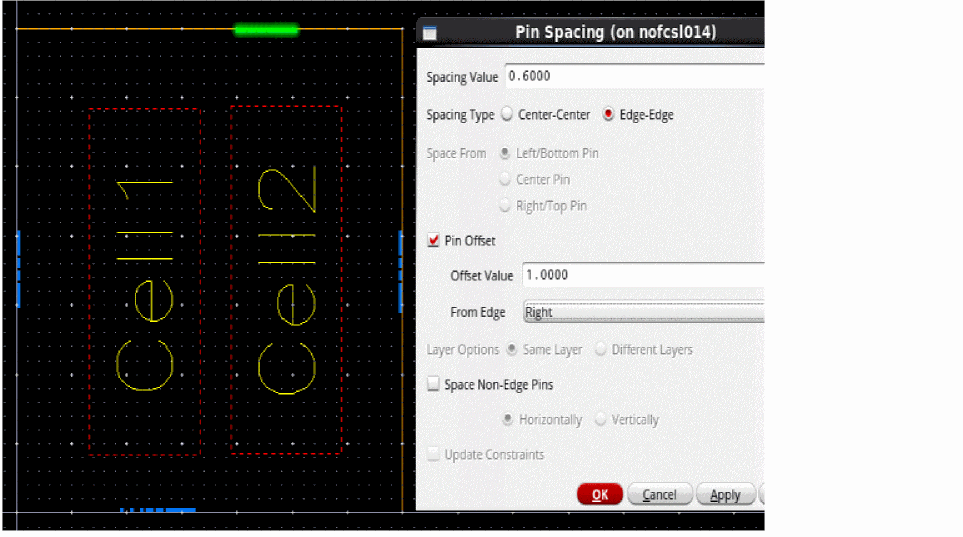 Pin Spacing (on nofcsl014)
Spacing Value 0.6000
Spacing Type Center-Center Edge-Edge
Space From Left/Bottom Pin
Center Pin
Right/Top Pin
Pin Offset
Offset Value 1.0000
From Edge Right
Layer Options Same Layer Different Layers
Space Non-Edge Pins
Horizontally Vertically
Update Constraints
OK Cancel Apply
Cell1
Cell2